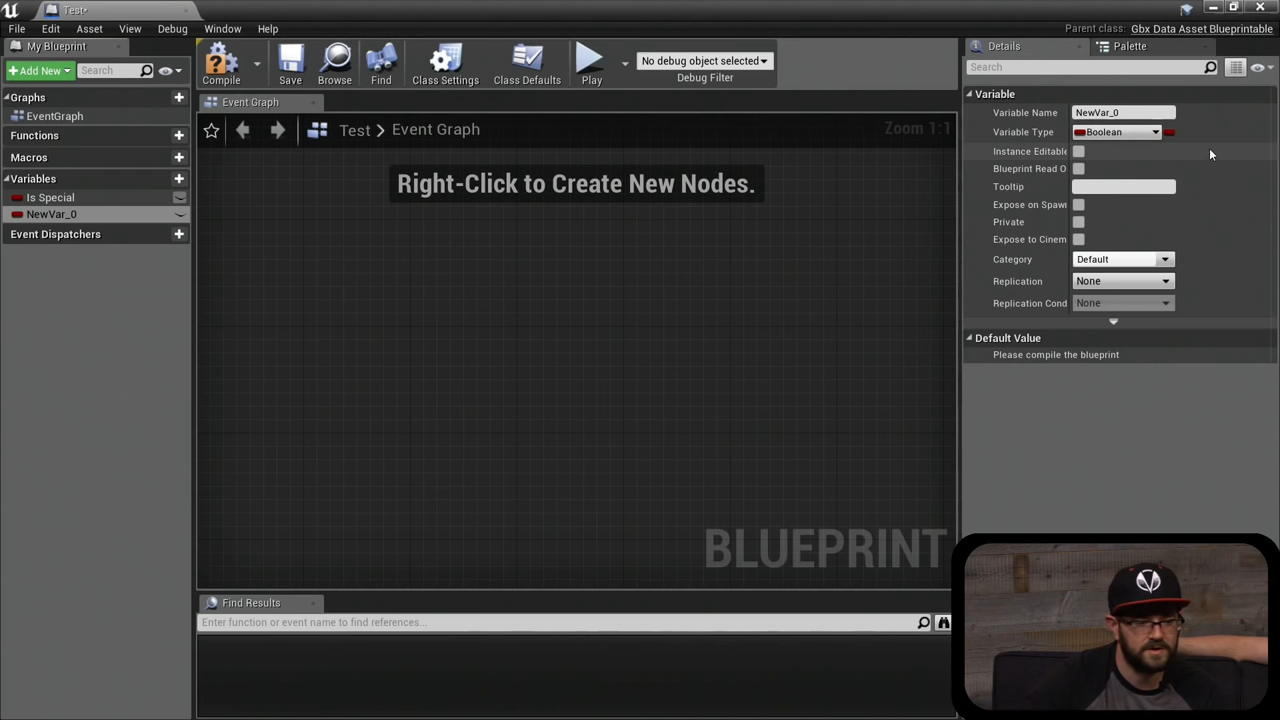 Test*
File Edit Asset View Debug Window Help
Parent class: Gbx Data Asset Blueprintable
My Blueprint
Add New
Search
Graphs
EventGraph
Functions
Macros
Variables
Is Special
NewVar_0
Event Dispatchers
Compile
Save
Browse
Find
Class Settings
Class Defaults
Play
No debug object selected
Debug Filter
Event Graph
Test > Event Graph
Zoom 1:1
Right-Click to Create New Nodes.
BLUEPRINT
Find Results
Enter function or event name to find references...
Details
Palette
Search
Variable
Variable Name NewVar_0
Variable Type Boolean
Instance Editable
Blueprint Read O
Tooltip
Expose on Spawn
Private
Expose to Cinem
Category Default
Replication None
Replication Cond None
Default Value
Please compile the blueprint